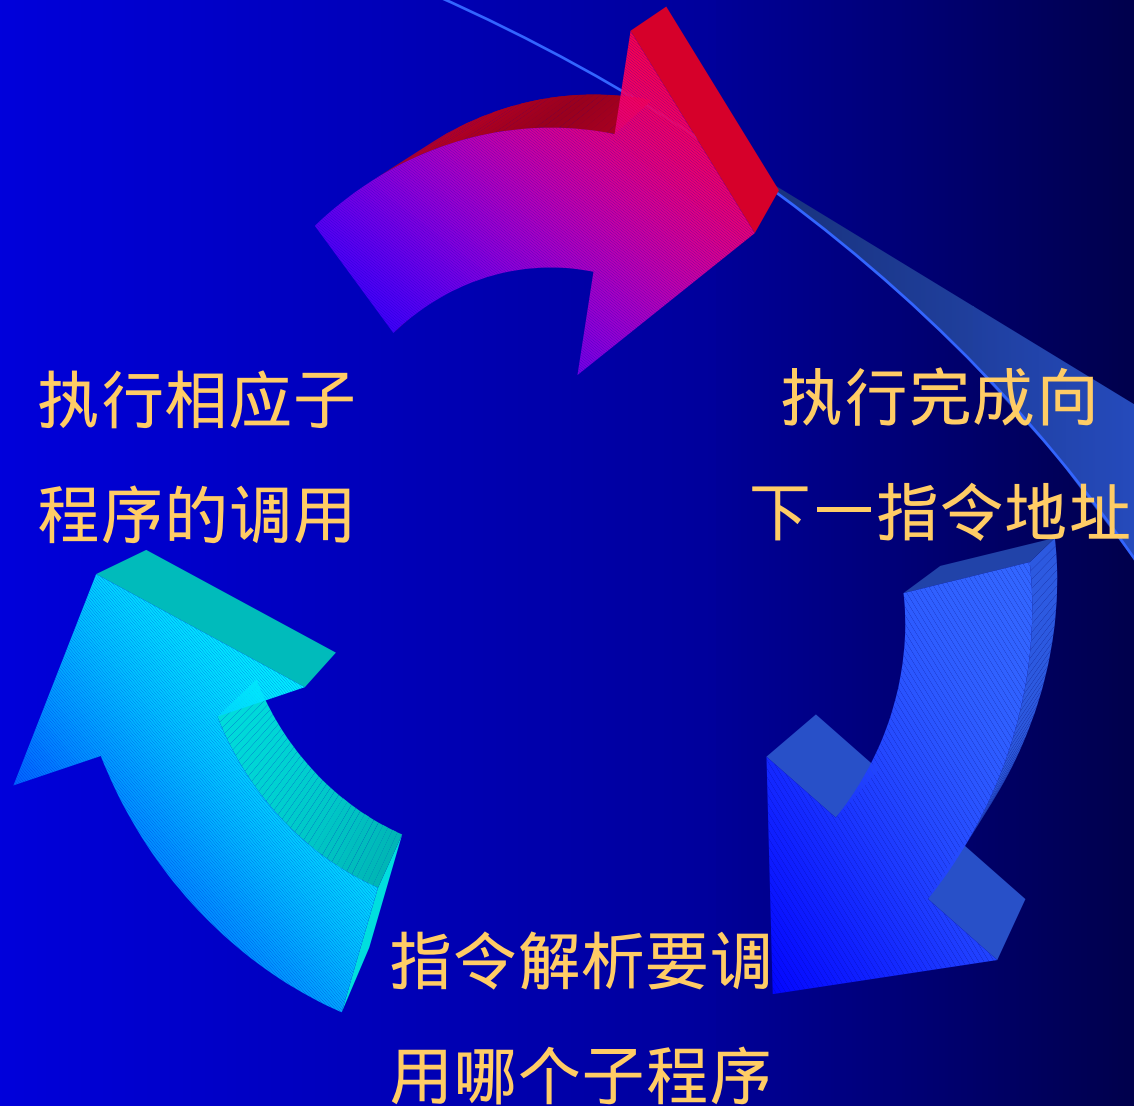 执行相应子
程序的调用
执行完成向
下一指令地址
指令解析要调
用哪个子程序